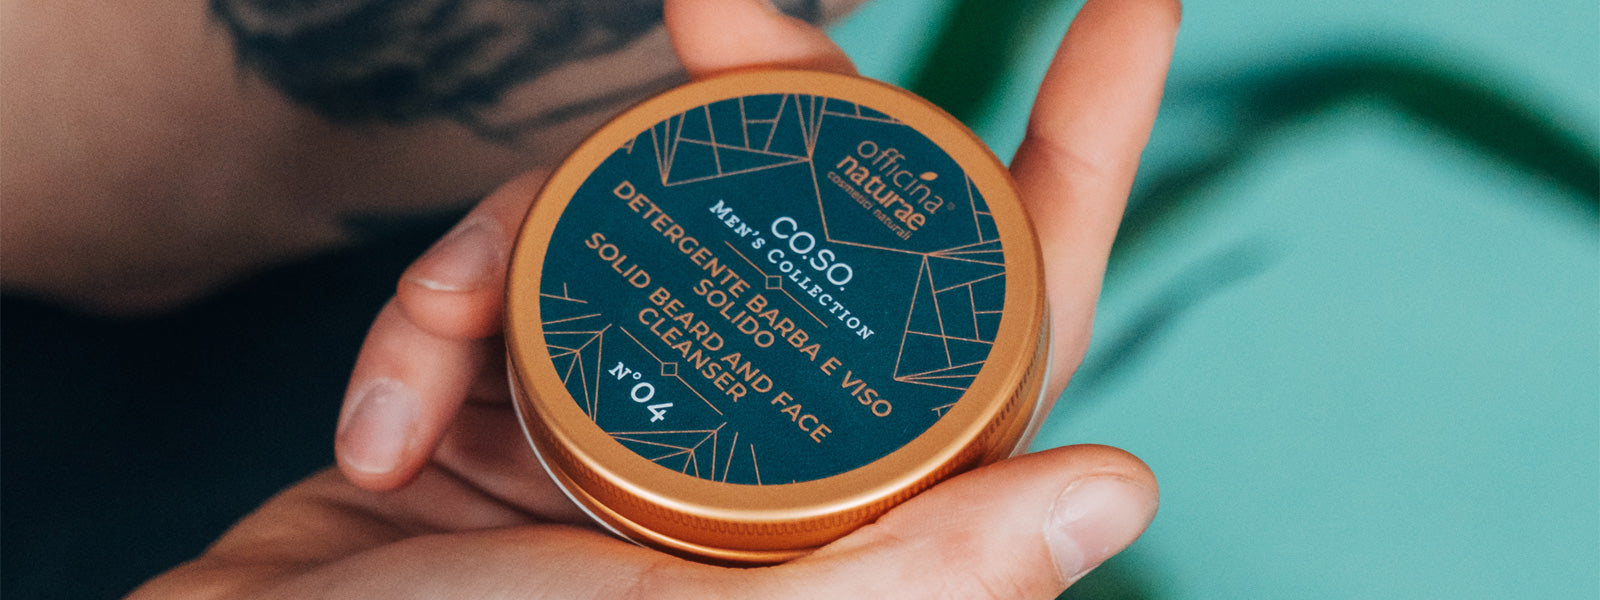 officina
naturae®
cosmetici naturali
CO.SO.
MEN'S COLLECTION
DETERGENTE BARBA E VISO
SOLIDO
SOLID BEARD AND FACE
CLEANSER
N°04